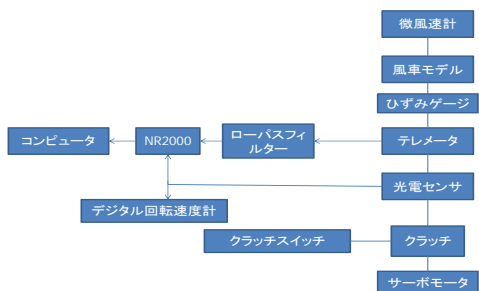 微風速計
風車モデル
ひずみゲージ
コンピュータ
NR2000
ローパスフィ
ルター
テレメータ
光電センサ
デジタル回転速度計
クラッチスイッチ
クラッチ
サーボモータ